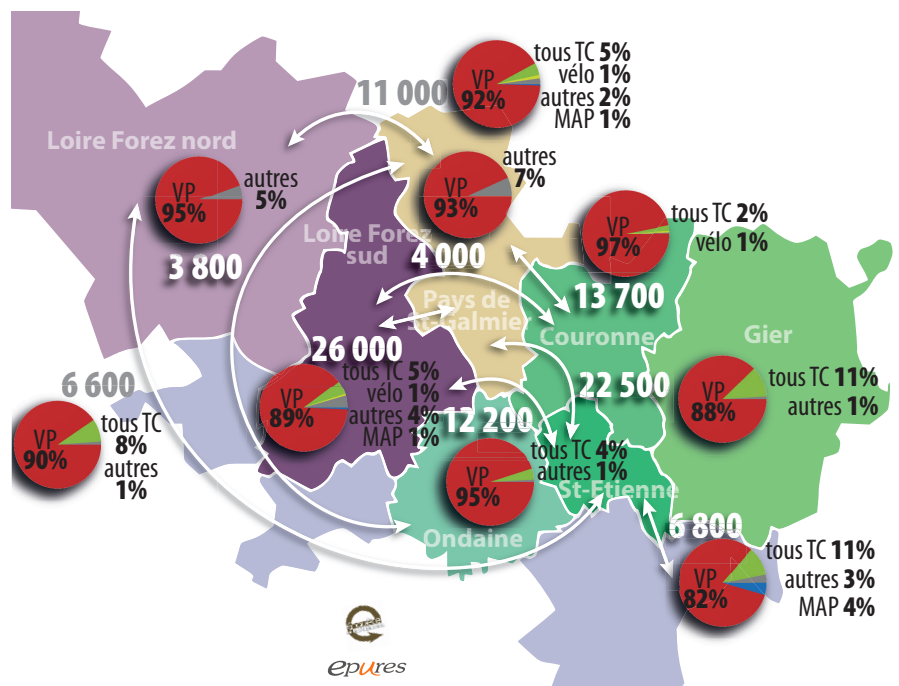 tous TC 5%
vélo 1%
autres 2%
MAP 1%
VP
92%
11 000
Loire Forez nord
VP
95%
autres
5%
autres
7%
VP
93%
tous TC 2%
vélo 1%
VP
97%
Loire Forez
sud
3 800
4 000
13 700
Pays de
St-Galmier
Couronne
Gier
26 000
6 600
tous TC 5%
vélo 1%
autres 4%
MAP 1%
VP
89%
22 500
tous TC 11%
autres 1%
VP
88%
12 200
tous TC
8%
autres
1%
VP
90%
tous TC 4%
autres 1%
VP
95%
St-Etienne
Ondaine
6 800
tous TC 11%
autres 3%
MAP 4%
VP
82%
epures